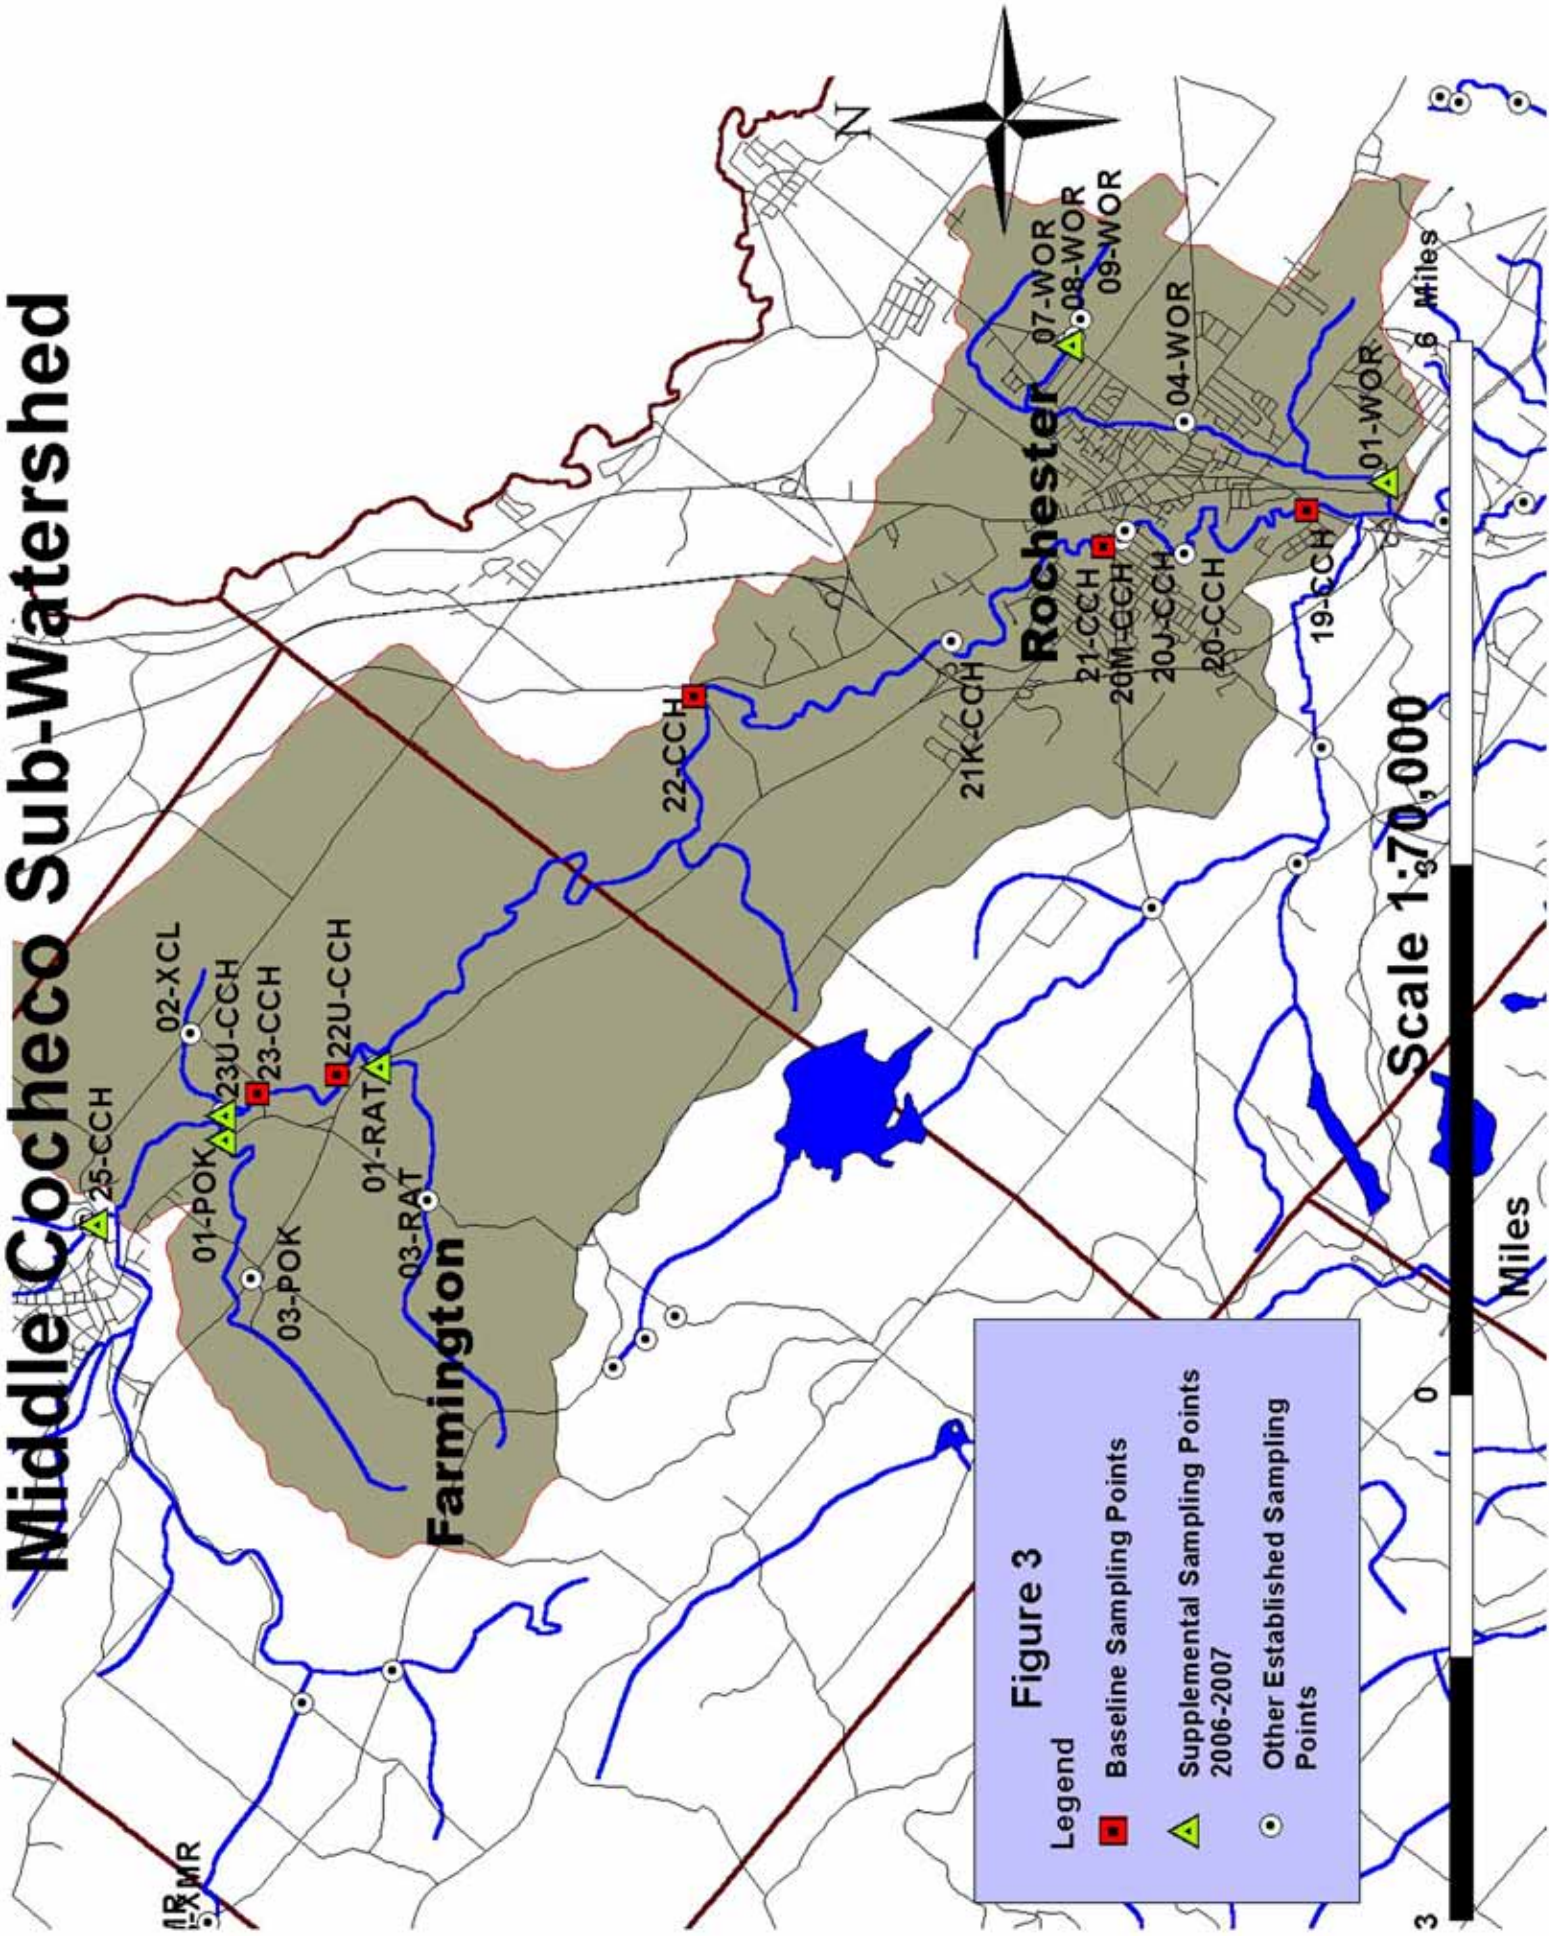 Middle Cocheco Sub-Watershed
N
25-CCH
02-XCL
23U-CCH
23-CCH
22U-CCH
01-POK
03-POK
01-RAT
03-RAT
Farmington
22-CCH
21K-CCH
Rochester
07-WOR
08-WOR
09-WOR
04-WOR
01-WOR
21-CCH
20M-CCH
20J-CCH
20-CCH
19-CCH
Figure 3
Legend
Baseline Sampling Points
Supplemental Sampling Points
2006-2007
Other Established Sampling
Points
Scale 1:70,000
3
0
3
6 Miles
Miles